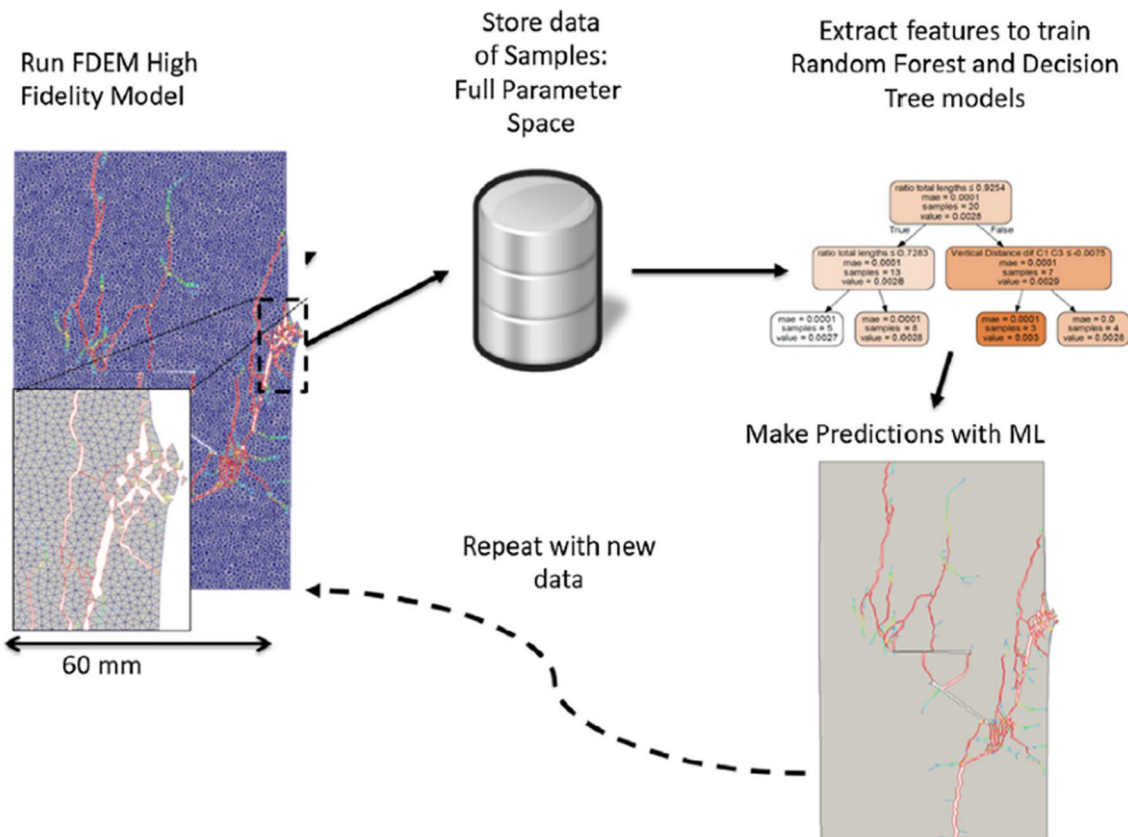 Run FDEM High
Fidelity Model
Store data
of Samples:
Full Parameter
Space
Extract features to train
Random Forest and Decision
Tree models
ratio total lengths ≤ 0.9254
mae = 0.0001
samples = 20
value = 0.0028
True
False
ratio total lengths ≤ 0.7283
mae = 0.0001
samples = 13
value = 0.0028
Vertical Distance dif C1 C3 ≤ -0.0075
mae = 0.0001
samples = 7
value = 0.0029
mae = 0.0001
samples = 5
value = 0.0027
mae = 0.0001
samples = 8
value = 0.0028
mae = 0.0001
samples = 3
value = 0.003
mae = 0.0
samples = 4
value = 0.0028
Make Predictions with ML
Repeat with new
data
60 mm